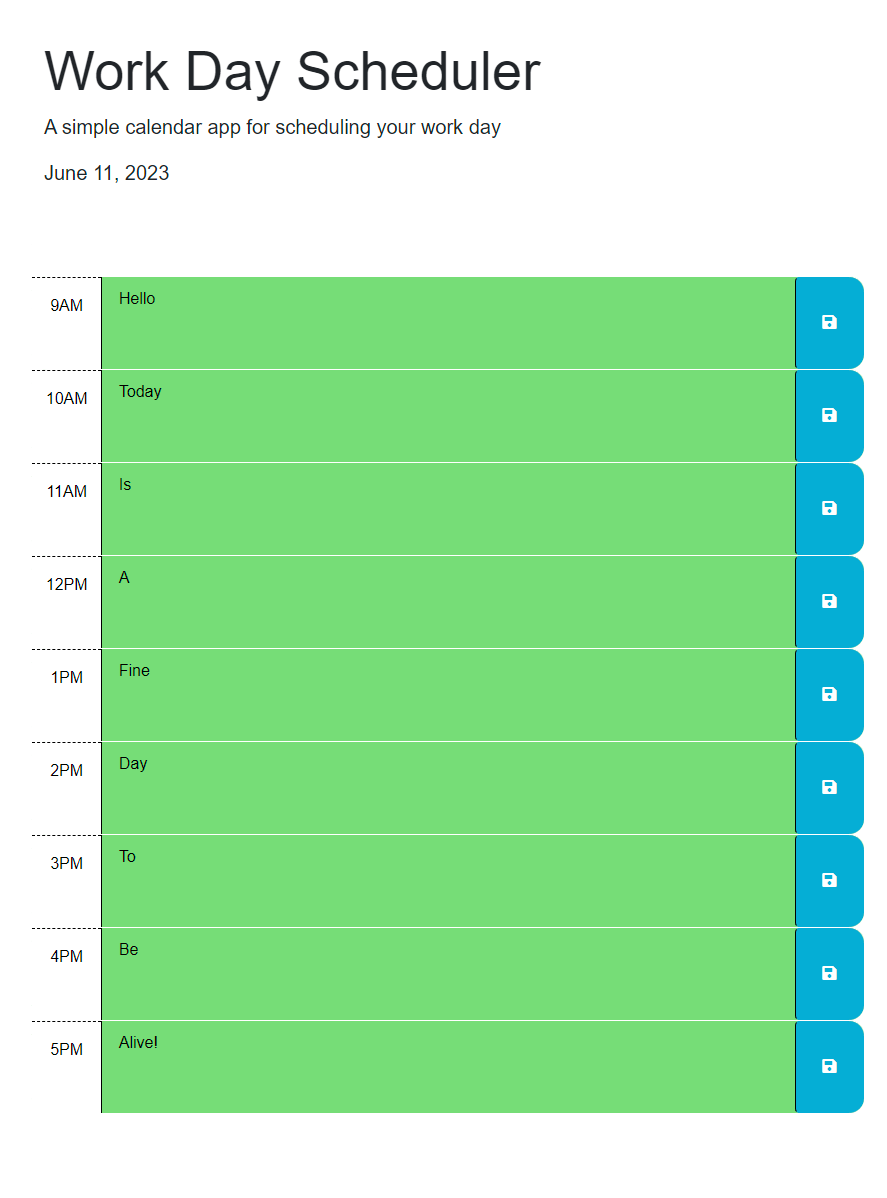 Work Day Scheduler
A simple calendar app for scheduling your work day
June 11, 2023
9AM Hello
10AM Today
11AM Is
12PM A
1PM Fine
2PM Day
3PM To
4PM Be
5PM Alive!